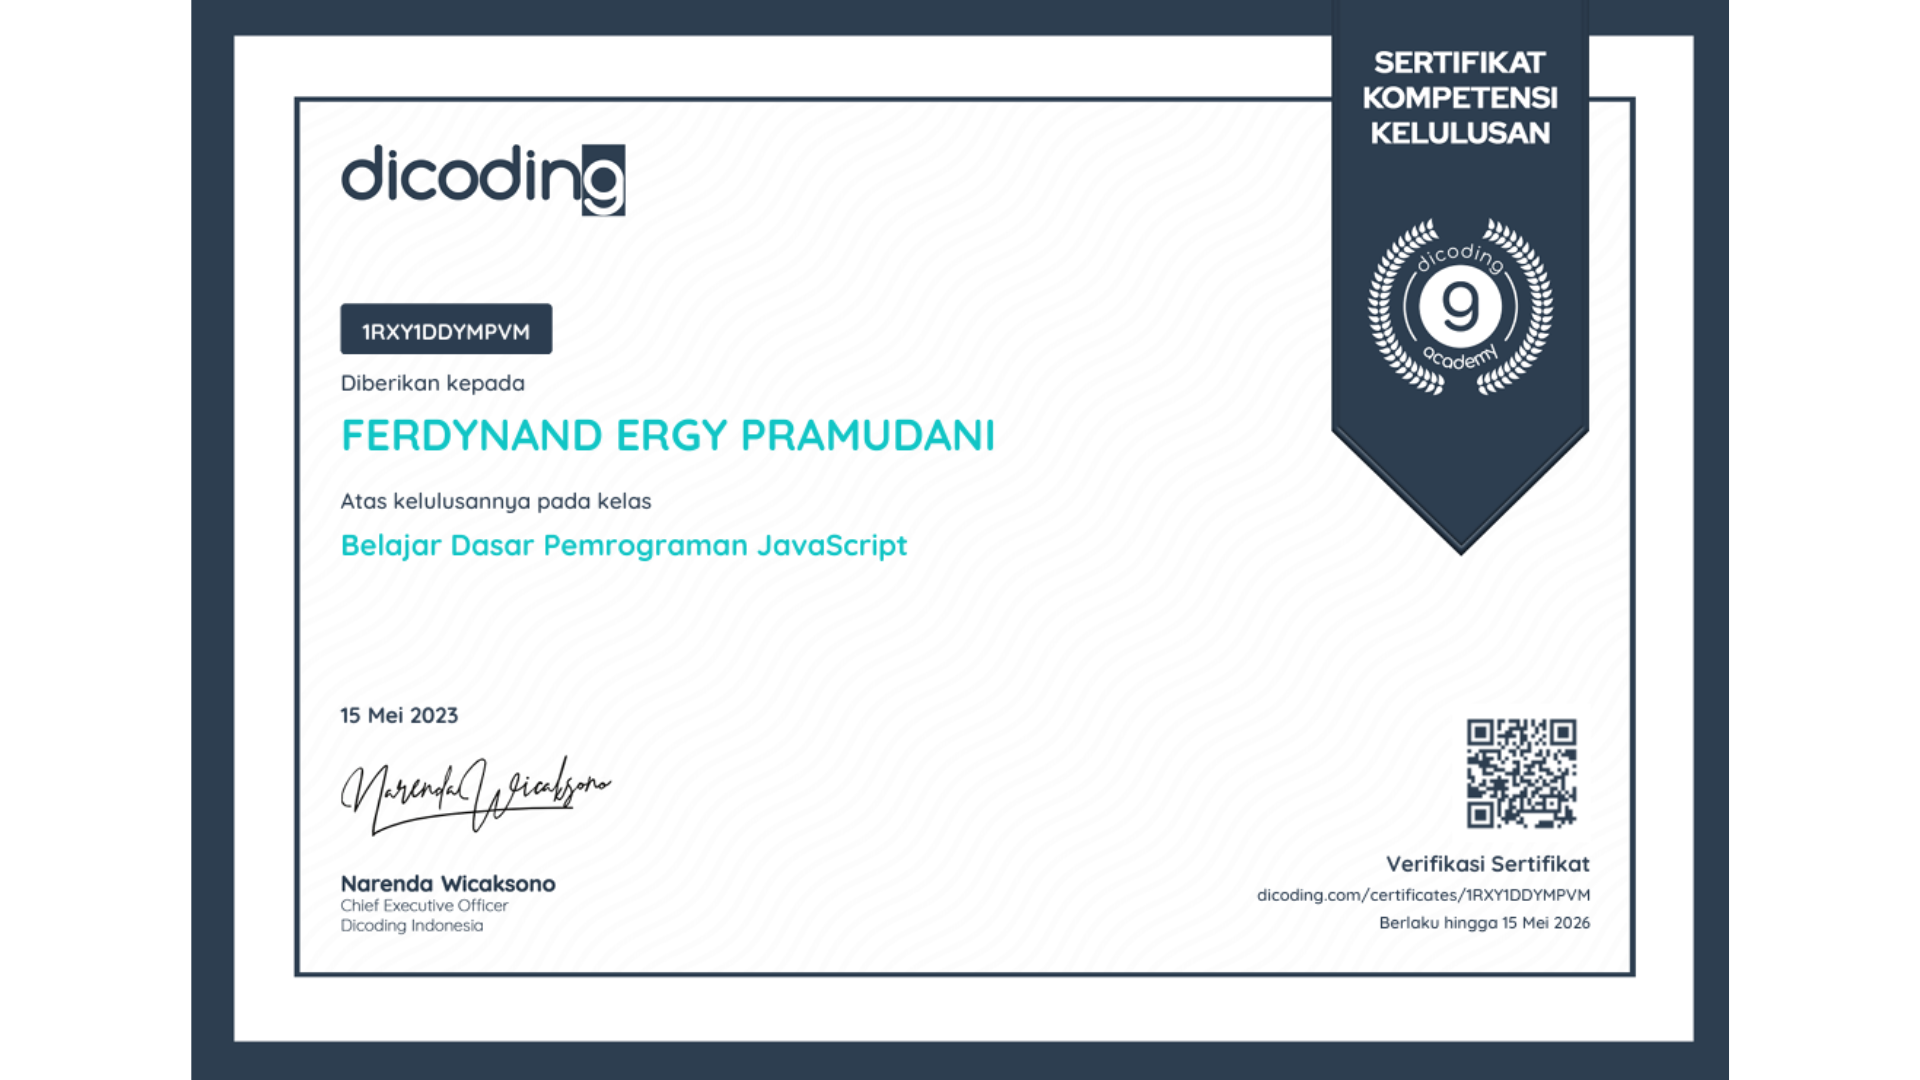 SERTIFIKAT
KOMPETENSI
KELULUSAN
dicoding
dicoding
9
academy
1RXY1DDYMPVM
Diberikan kepada
FERDYNAND ERGY PRAMUDANI
Atas kelulusannya pada kelas
Belajar Dasar Pemrograman JavaScript
15 Mei 2023
Narenda Wicaksono
Narenda Wicaksono
Chief Executive Officer
Dicoding Indonesia
Verifikasi Sertifikat
dicoding.com/certificates/1RXY1DDYMPVM
Berlaku hingga 15 Mei 2026